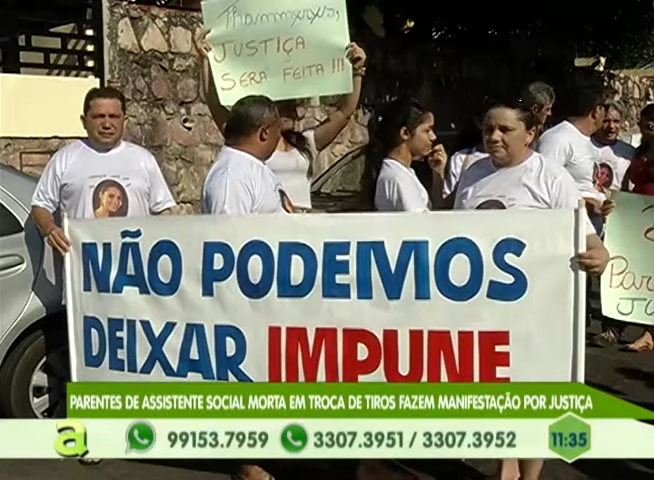 JUSTIÇA
SERÁ FEITA !!!
NÃO PODEMOS
DEIXAR IMPUNE
PARENTES DE ASSISTENTE SOCIAL MORTA EM TROCA DE TIROS FAZEM MANIFESTAÇÃO POR JUSTIÇA
a 99153.7959 3307.3951 / 3307.3952 11:35